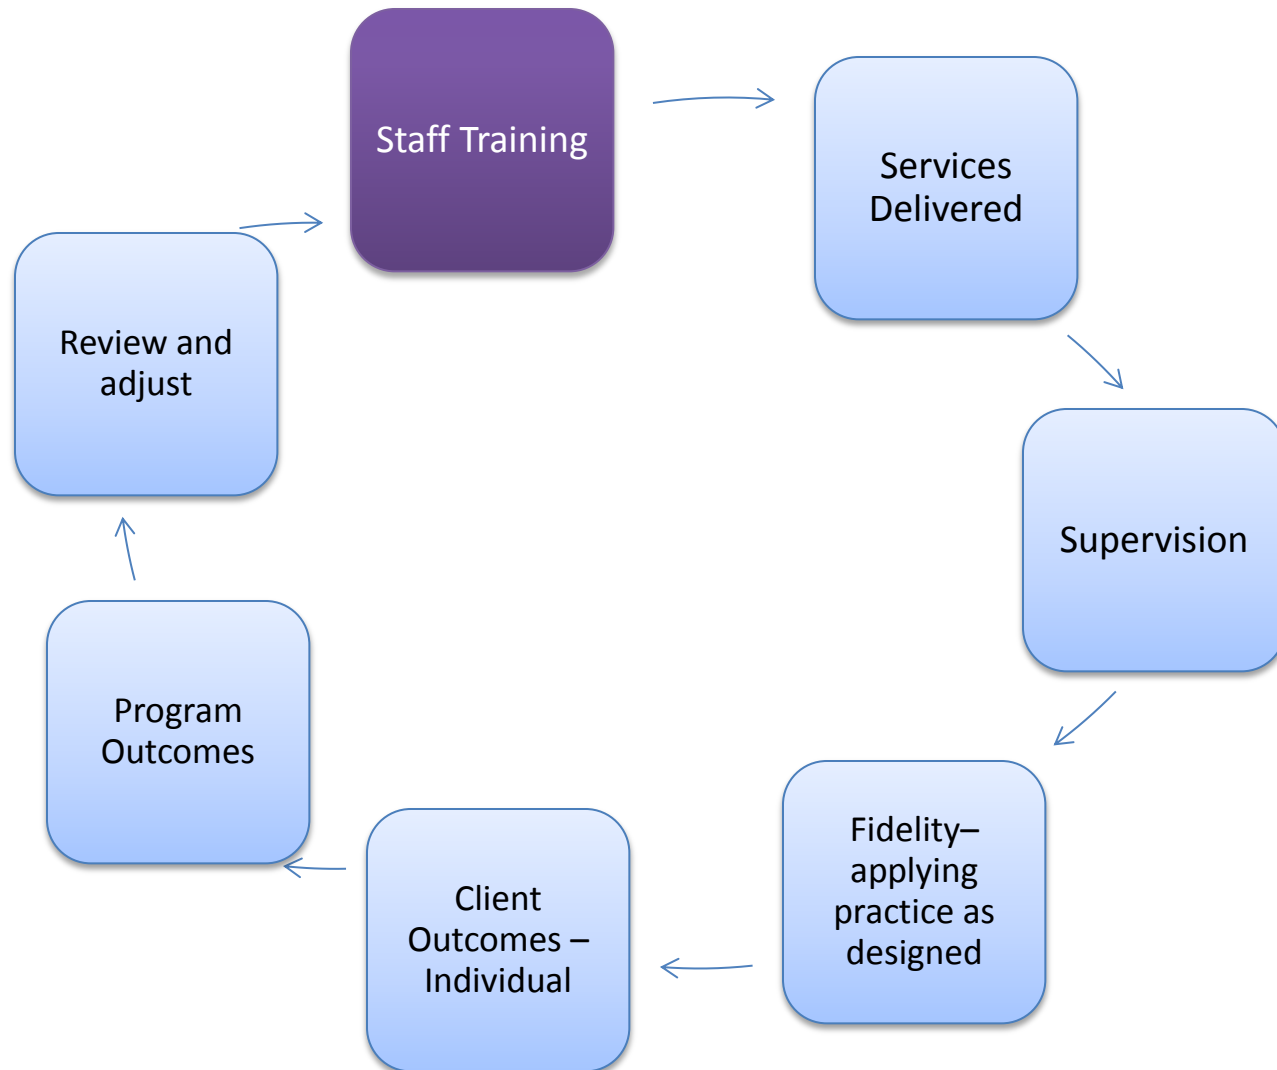 Staff Training
Services
Delivered
Supervision
Fidelity–
applying
practice as
designed
Client
Outcomes –
Individual
Program
Outcomes
Review and
adjust